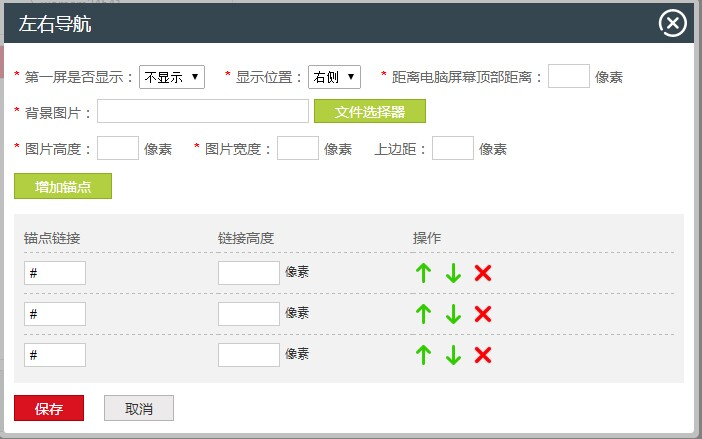 左右导航
* 第一屏是否显示： 不显示 * 显示位置： 右侧 * 距离电脑屏幕顶部距离： 像素
* 背景图片： 文件选择器
* 图片高度： 像素 * 图片宽度： 像素 上边距： 像素
增加锚点
锚点链接 链接高度 操作
# 像素
# 像素
# 像素
保存 取消